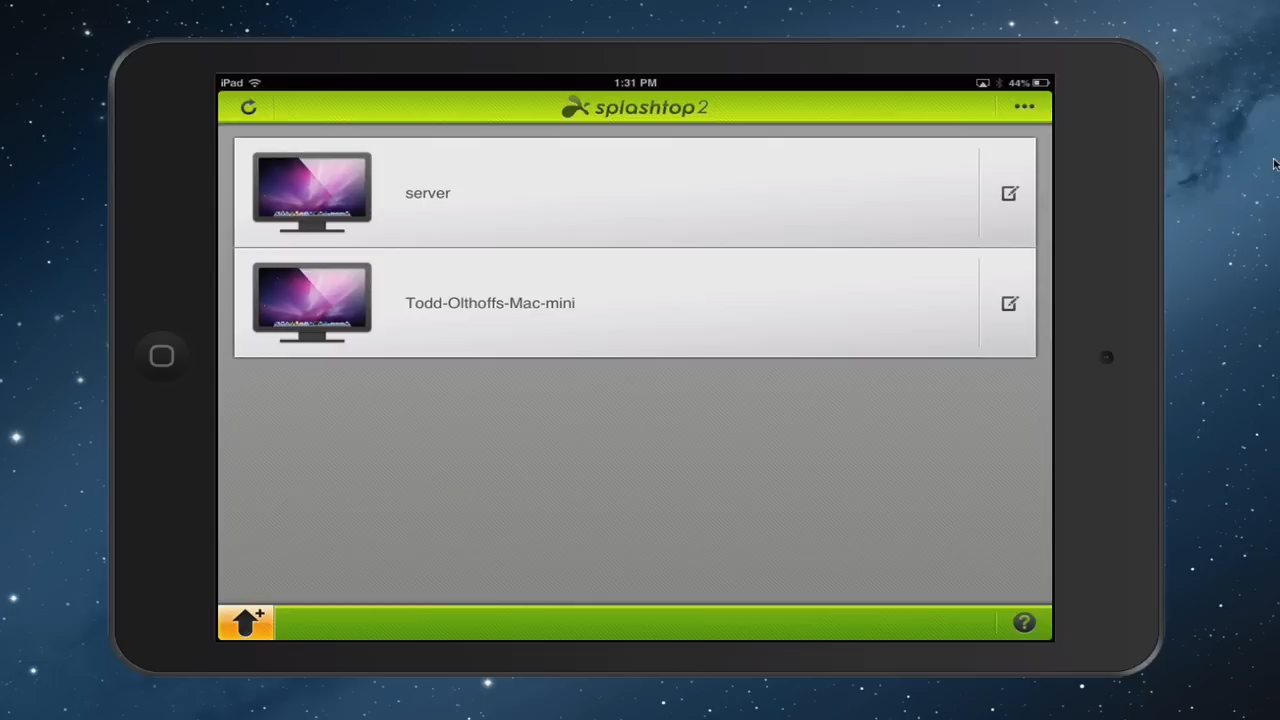 iPad 1:31 PM 44%
splashtop2
server
Todd-Olthoffs-Mac-mini
?